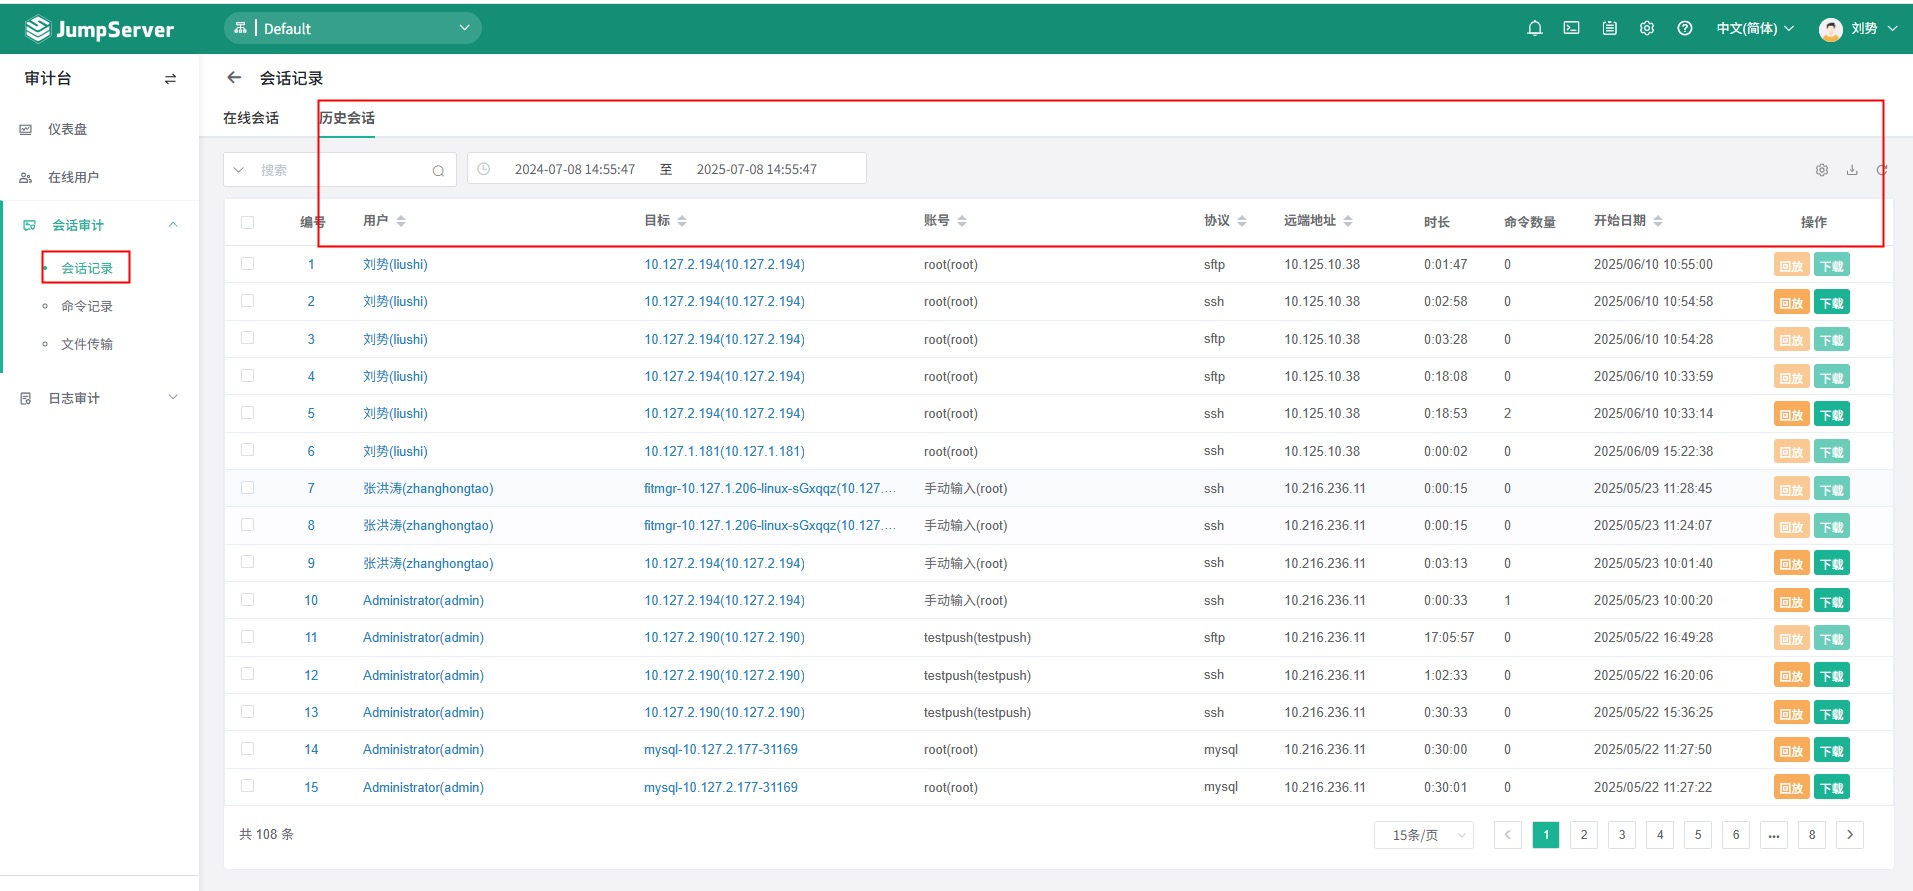 JumpServer
Default
中文(简体)
刘势
审计台
会话记录
仪表盘
在线用户
会话审计
会话记录
命令记录
文件传输
日志审计
在线会话 历史会话
搜索 2024-07-08 14:55:47 至 2025-07-08 14:55:47
编号 用户 目标 账号 协议 远端地址 时长 命令数量 开始日期 操作
1 刘势(liushi) 10.127.2.194(10.127.2.194) root(root) sftp 10.125.10.38 0:01:47 0 2025/06/10 10:55:00 回放 下载
2 刘势(liushi) 10.127.2.194(10.127.2.194) root(root) ssh 10.125.10.38 0:02:58 0 2025/06/10 10:54:58 回放 下载
3 刘势(liushi) 10.127.2.194(10.127.2.194) root(root) sftp 10.125.10.38 0:03:28 0 2025/06/10 10:54:28 回放 下载
4 刘势(liushi) 10.127.2.194(10.127.2.194) root(root) sftp 10.125.10.38 0:18:08 0 2025/06/10 10:33:59 回放 下载
5 刘势(liushi) 10.127.2.194(10.127.2.194) root(root) ssh 10.125.10.38 0:18:53 2 2025/06/10 10:33:14 回放 下载
6 刘势(liushi) 10.127.1.181(10.127.1.181) root(root) ssh 10.125.10.38 0:00:02 0 2025/06/09 15:22:38 回放 下载
7 张洪涛(zhanghongtao) fitmgr-10.127.1.206-linux-sGxqqz(10.127.... 手动输入(root) ssh 10.216.236.11 0:00:15 0 2025/05/23 11:28:45 回放 下载
8 张洪涛(zhanghongtao) fitmgr-10.127.1.206-linux-sGxqqz(10.127.... 手动输入(root) ssh 10.216.236.11 0:00:15 0 2025/05/23 11:24:07 回放 下载
9 张洪涛(zhanghongtao) 10.127.2.194(10.127.2.194) 手动输入(root) ssh 10.216.236.11 0:03:13 0 2025/05/23 10:01:40 回放 下载
10 Administrator(admin) 10.127.2.194(10.127.2.194) 手动输入(root) ssh 10.216.236.11 0:00:33 1 2025/05/23 10:00:20 回放 下载
11 Administrator(admin) 10.127.2.190(10.127.2.190) testpush(testpush) sftp 10.216.236.11 17:05:57 0 2025/05/22 16:49:28 回放 下载
12 Administrator(admin) 10.127.2.190(10.127.2.190) testpush(testpush) ssh 10.216.236.11 1:02:33 0 2025/05/22 16:20:06 回放 下载
13 Administrator(admin) 10.127.2.190(10.127.2.190) testpush(testpush) ssh 10.216.236.11 0:30:33 0 2025/05/22 15:36:25 回放 下载
14 Administrator(admin) mysql-10.127.2.177-31169 root(root) mysql 10.216.236.11 0:30:00 0 2025/05/22 11:27:50 回放 下载
15 Administrator(admin) mysql-10.127.2.177-31169 root(root) mysql 10.216.236.11 0:30:01 0 2025/05/22 11:27:22 回放 下载
共 108 条 15条/页 1 2 3 4 5 6 ... 8